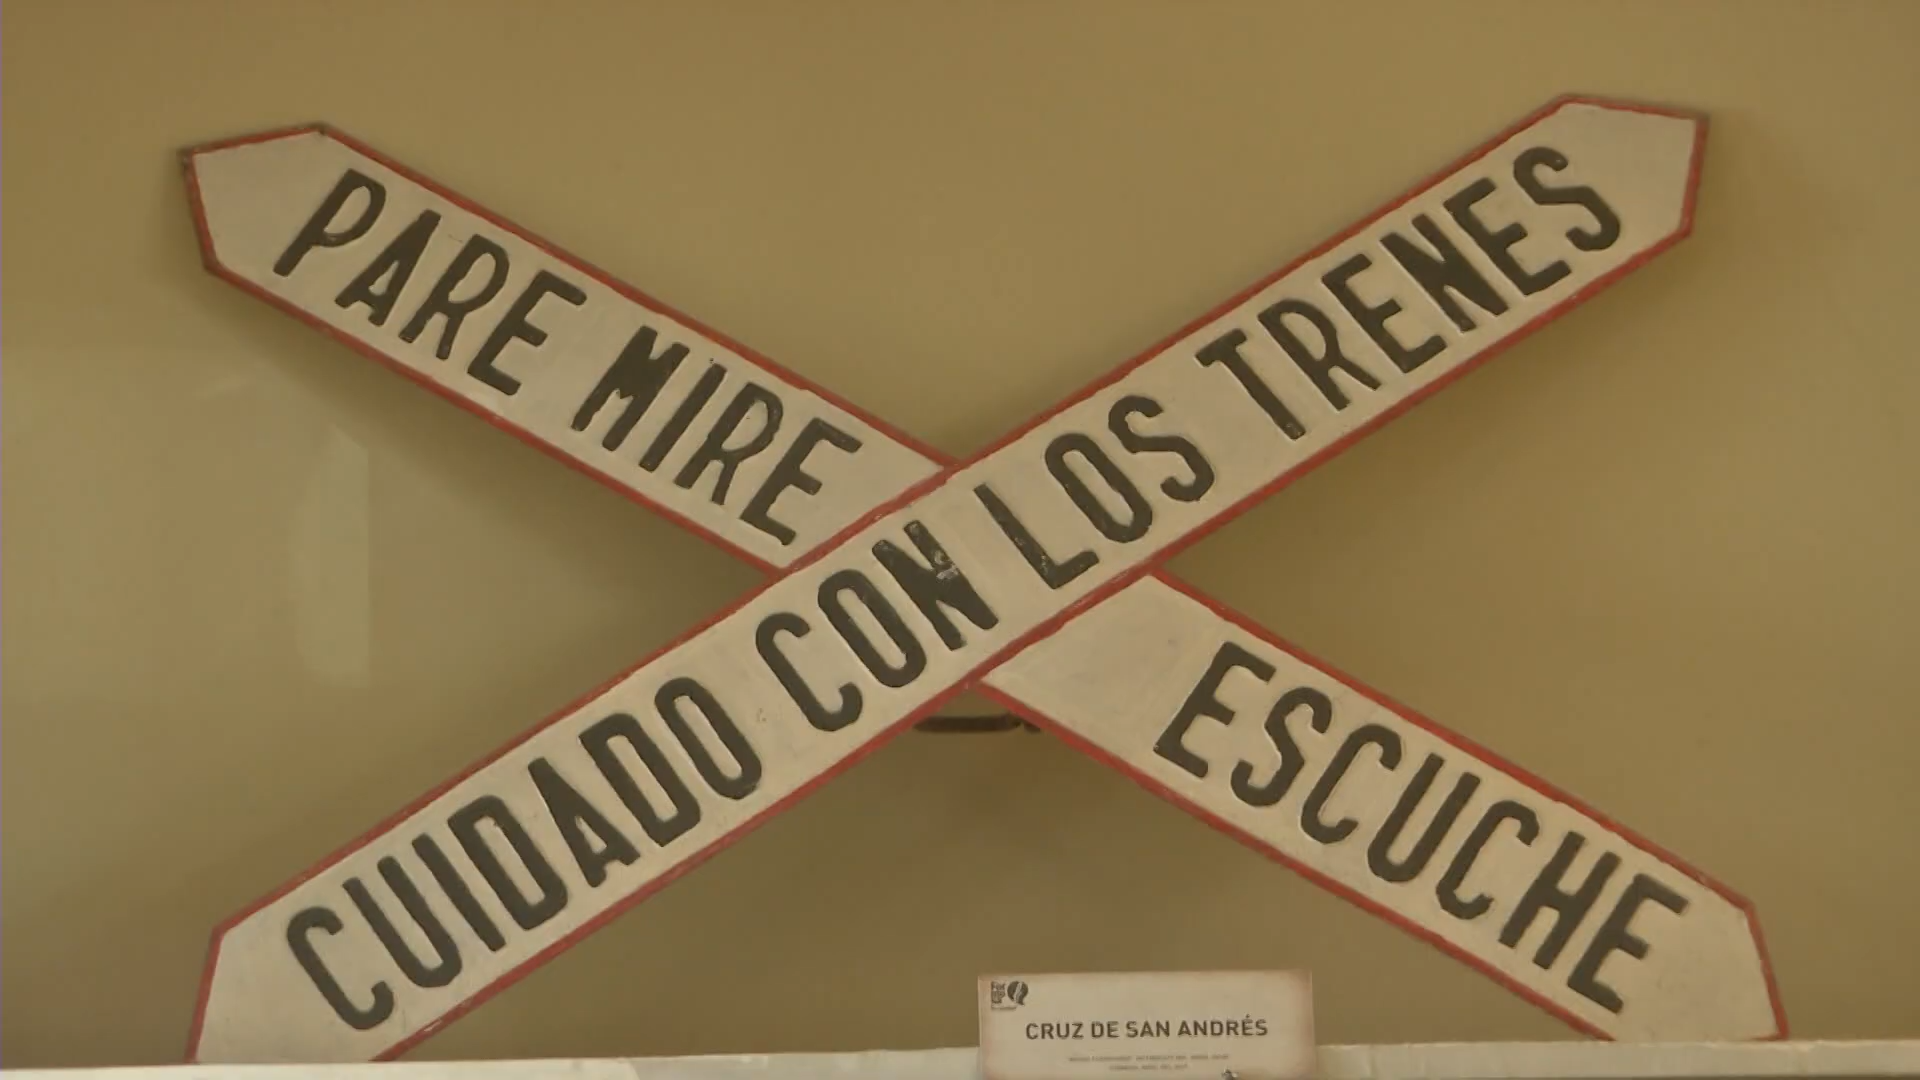 PARE MIRE
ESCUCHE
CUIDADO CON LOS TRENES
CRUZ DE SAN ANDRÉS